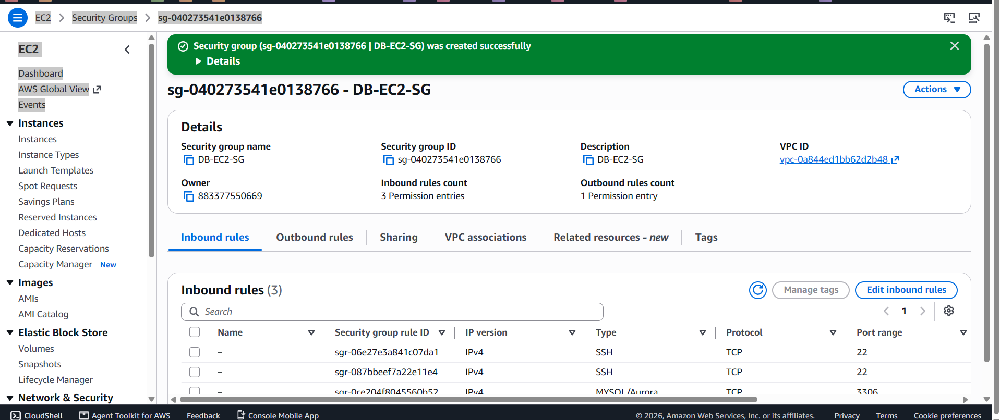 EC2 > Security Groups > sg-040273541e0138766
EC2
Dashboard
AWS Global View
Events
Instances
Instances
Instance Types
Launch Templates
Spot Requests
Savings Plans
Reserved Instances
Dedicated Hosts
Capacity Reservations
Capacity Manager New
Images
AMIs
AMI Catalog
Elastic Block Store
Volumes
Snapshots
Lifecycle Manager
Network & Security
Security group (sg-040273541e0138766 | DB-EC2-SG) was created successfully
Details
sg-040273541e0138766 - DB-EC2-SG
Actions
Details
Security group name
DB-EC2-SG
Security group ID
sg-040273541e0138766
Description
DB-EC2-SG
VPC ID
vpc-0a844ed1bb62d2b48
Owner
883377550669
Inbound rules count
3 Permission entries
Outbound rules count
1 Permission entry
Inbound rules Outbound rules Sharing VPC associations Related resources - new Tags
Inbound rules (3)
Manage tags
Edit inbound rules
Search
1
Name Security group rule ID IP version Type Protocol Port range
– sgr-06e27e3a841c07da1 IPv4 SSH TCP 22
– sgr-087bbeef7a22e11e4 IPv4 SSH TCP 22
– sgr-0ce204f8045560b52 IPv4 MYSQL/Aurora TCP 3306
CloudShell Agent Toolkit for AWS Feedback Console Mobile App © 2026, Amazon Web Services, Inc. or its affiliates. Privacy Terms Cookie preferences